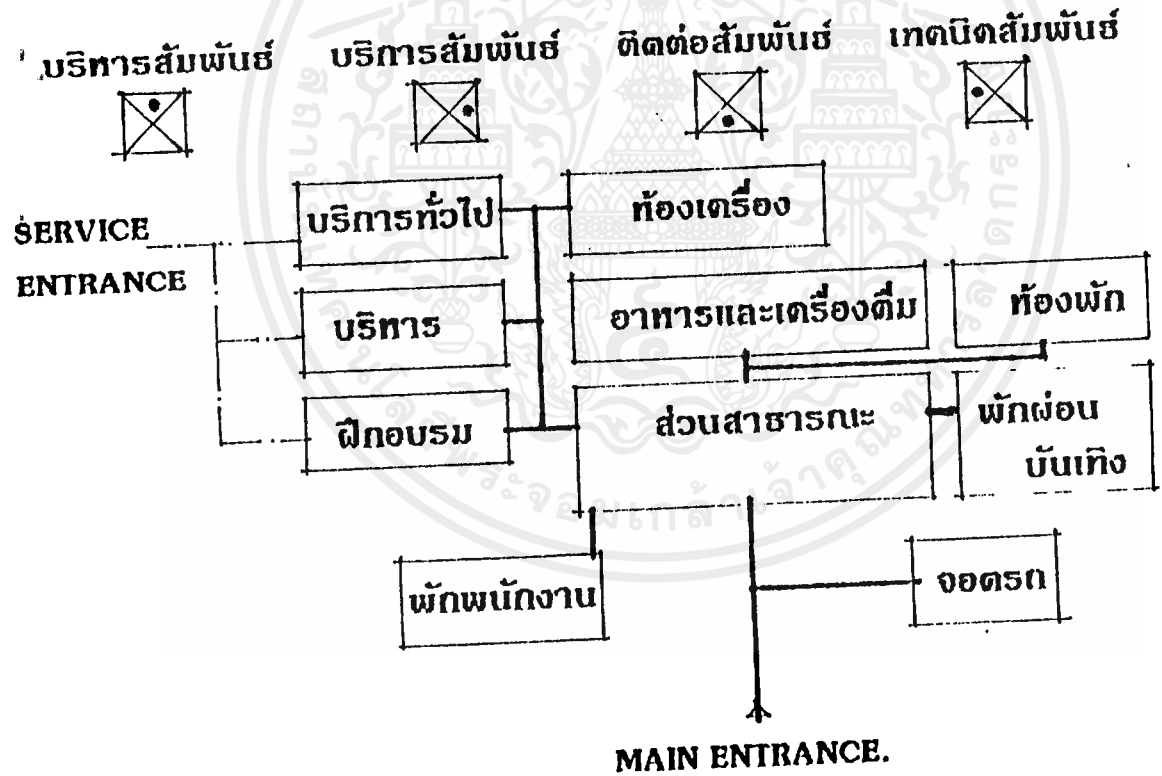 บริหารสัมพันธ์
บริการสัมพันธ์
ติดต่อสัมพันธ์
เทคนิคสัมพันธ์
SERVICE
ENTRANCE
บริการทั่วไป
ห้องเครื่อง
บริหาร
อาหารและเครื่องดื่ม
ห้องพัก
ฝึกอบรม
ส่วนสาธารณะ
พักผ่อน
บันเทิง
พักพนักงาน
จอดรถ
MAIN ENTRANCE.